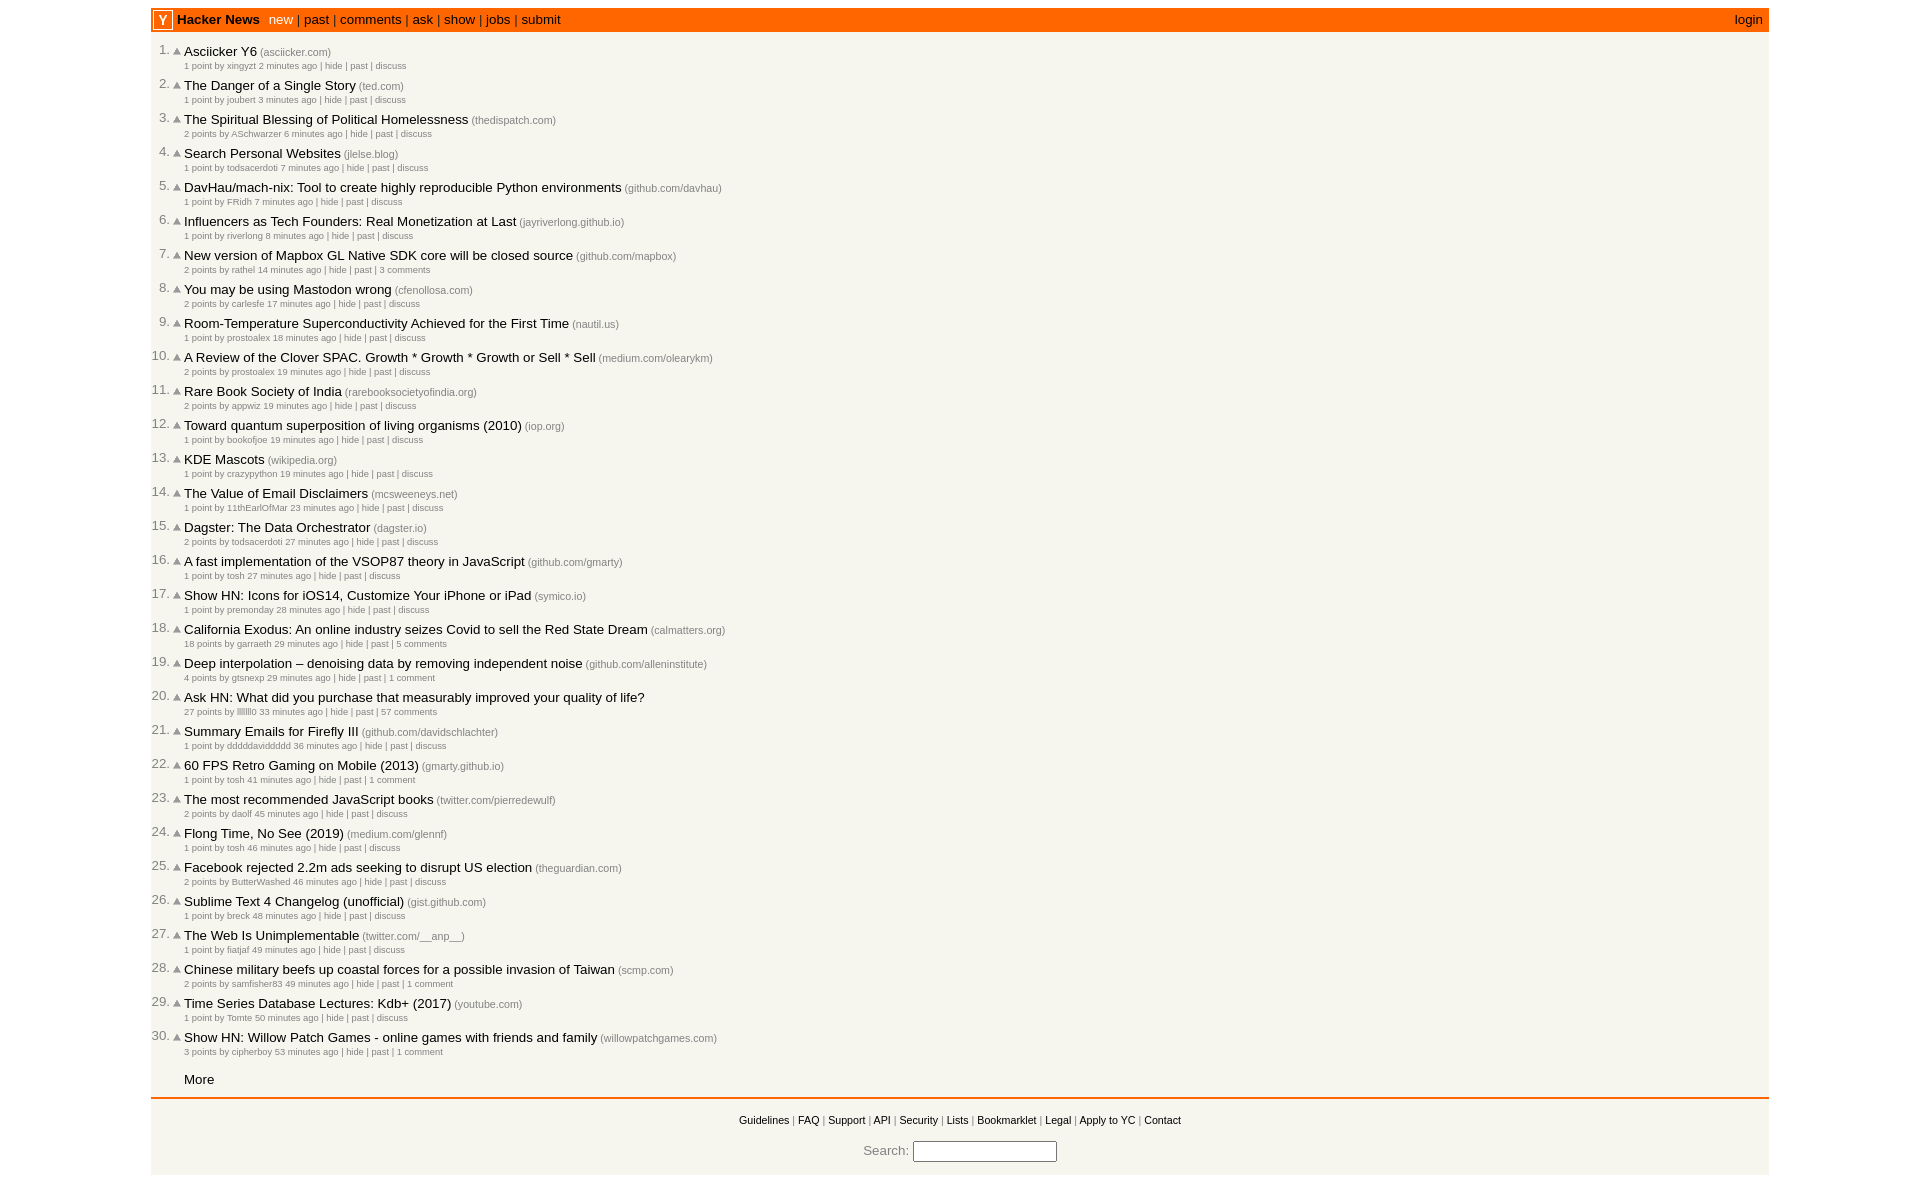 Y Hacker News new | past | comments | ask | show | jobs | submit login
1. Asciicker Y6 (asciicker.com)
1 point by xingyzt 2 minutes ago | hide | past | discuss
2. The Danger of a Single Story (ted.com)
1 point by joubert 3 minutes ago | hide | past | discuss
3. The Spiritual Blessing of Political Homelessness (thedispatch.com)
2 points by ASchwarzer 6 minutes ago | hide | past | discuss
4. Search Personal Websites (jlelse.blog)
1 point by todsacerdoti 7 minutes ago | hide | past | discuss
5. DavHau/mach-nix: Tool to create highly reproducible Python environments (github.com/davhau)
1 point by FRidh 7 minutes ago | hide | past | discuss
6. Influencers as Tech Founders: Real Monetization at Last (jayriverlong.github.io)
1 point by riverlong 8 minutes ago | hide | past | discuss
7. New version of Mapbox GL Native SDK core will be closed source (github.com/mapbox)
2 points by rathel 14 minutes ago | hide | past | 3 comments
8. You may be using Mastodon wrong (cfenollosa.com)
2 points by carlesfe 17 minutes ago | hide | past | discuss
9. Room-Temperature Superconductivity Achieved for the First Time (nautil.us)
1 point by prostoalex 18 minutes ago | hide | past | discuss
10. A Review of the Clover SPAC. Growth * Growth * Growth or Sell * Sell (medium.com/olearykm)
2 points by prostoalex 19 minutes ago | hide | past | discuss
11. Rare Book Society of India (rarebooksocietyofindia.org)
2 points by appwiz 19 minutes ago | hide | past | discuss
12. Toward quantum superposition of living organisms (2010) (iop.org)
1 point by bookofjoe 19 minutes ago | hide | past | discuss
13. KDE Mascots (wikipedia.org)
1 point by crazypython 19 minutes ago | hide | past | discuss
14. The Value of Email Disclaimers (mcsweeneys.net)
1 point by 11thEarlOfMar 23 minutes ago | hide | past | discuss
15. Dagster: The Data Orchestrator (dagster.io)
2 points by todsacerdoti 27 minutes ago | hide | past | discuss
16. A fast implementation of the VSOP87 theory in JavaScript (github.com/gmarty)
1 point by tosh 27 minutes ago | hide | past | discuss
17. Show HN: Icons for iOS14, Customize Your iPhone or iPad (symico.io)
1 point by premonday 28 minutes ago | hide | past | discuss
18. California Exodus: An online industry seizes Covid to sell the Red State Dream (calmatters.org)
18 points by garraeth 29 minutes ago | hide | past | 5 comments
19. Deep interpolation – denoising data by removing independent noise (github.com/alleninstitute)
4 points by gtsnexp 29 minutes ago | hide | past | 1 comment
20. Ask HN: What did you purchase that measurably improved your quality of life?
27 points by 33 minutes ago | hide | past | 57 comments
21. Summary Emails for Firefly III (github.com/davidschlachter)
1 point by dddddaviddddd 36 minutes ago | hide | past | discuss
22. 60 FPS Retro Gaming on Mobile (2013) (gmarty.github.io)
1 point by tosh 41 minutes ago | hide | past | 1 comment
23. The most recommended JavaScript books (twitter.com/pierredewulf)
2 points by daolf 45 minutes ago | hide | past | discuss
24. Flong Time, No See (2019) (medium.com/glennf)
1 point by tosh 46 minutes ago | hide | past | discuss
25. Facebook rejected 2.2m ads seeking to disrupt US election (theguardian.com)
2 points by ButterWashed 46 minutes ago | hide | past | discuss
26. Sublime Text 4 Changelog (unofficial) (gist.github.com)
1 point by breck 48 minutes ago | hide | past | discuss
27. The Web Is Unimplementable (twitter.com/__anp__)
1 point by fiatjaf 49 minutes ago | hide | past | discuss
28. Chinese military beefs up coastal forces for a possible invasion of Taiwan (scmp.com)
2 points by samfisher83 49 minutes ago | hide | past | 1 comment
29. Time Series Database Lectures: Kdb+ (2017) (youtube.com)
1 point by Tomte 50 minutes ago | hide | past | discuss
30. Show HN: Willow Patch Games - online games with friends and family (willowpatchgames.com)
3 points by cipherboy 53 minutes ago | hide | past | 1 comment
More
Guidelines | FAQ | Support | API | Security | Lists | Bookmarklet | Legal | Apply to YC | Contact
Search: